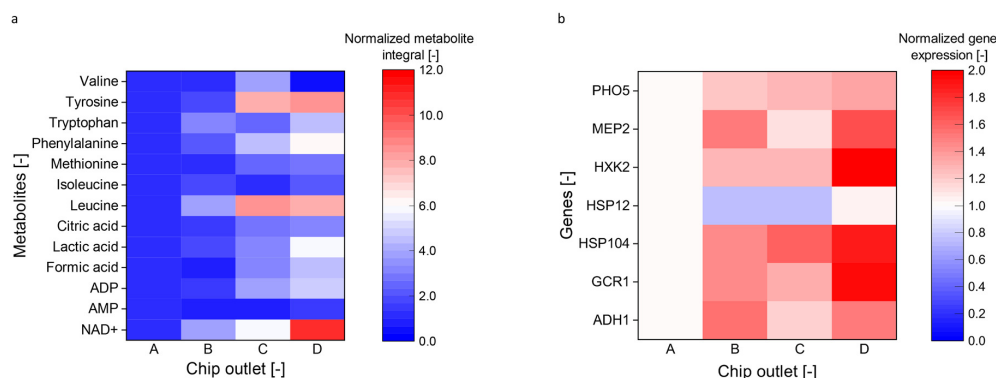 a
Normalized metabolite
integral [-]
Metabolites [-]
Valine
Tyrosine
Tryptophan
Phenylalanine
Methionine
Isoleucine
Leucine
Citric acid
Lactic acid
Formic acid
ADP
AMP
NAD+
A B C D
Chip outlet [-]
12.0
10.0
8.0
6.0
4.0
2.0
0.0
b
Normalized gene
expression [-]
Genes [-]
PHO5
MEP2
HXK2
HSP12
HSP104
GCR1
ADH1
A B C D
Chip outlet [-]
2.0
1.8
1.6
1.4
1.2
1.0
0.8
0.6
0.4
0.2
0.0